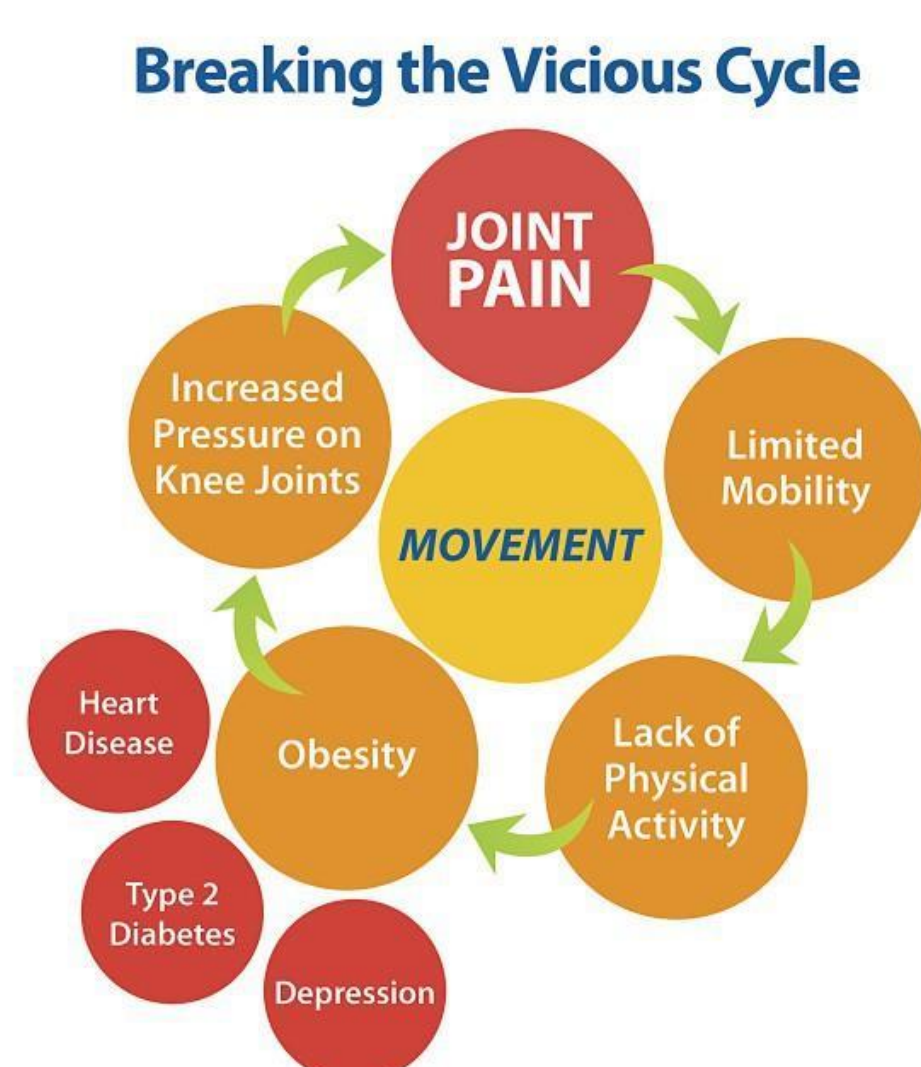 Breaking the Vicious Cycle
JOINT
PAIN
Limited
Mobility
Lack of
Physical
Activity
Obesity
Increased
Pressure on
Knee Joints
MOVEMENT
Heart
Disease
Type 2
Diabetes
Depression